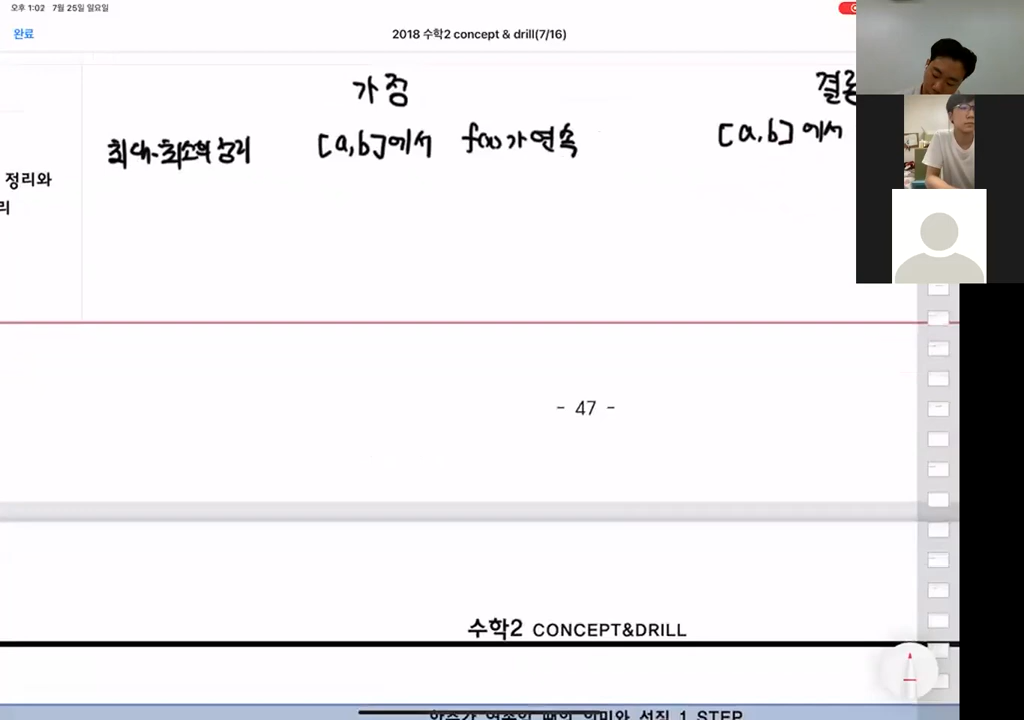 오후 1:02 7월 25일 일요일
완료
2018 수학2 concept & drill(7/16)
가정 결론
최대·최소의 정리 [a,b]에서 f(x)가 연속 [a,b]에서
정리와
리
- 47 -
수학2 CONCEPT&DRILL